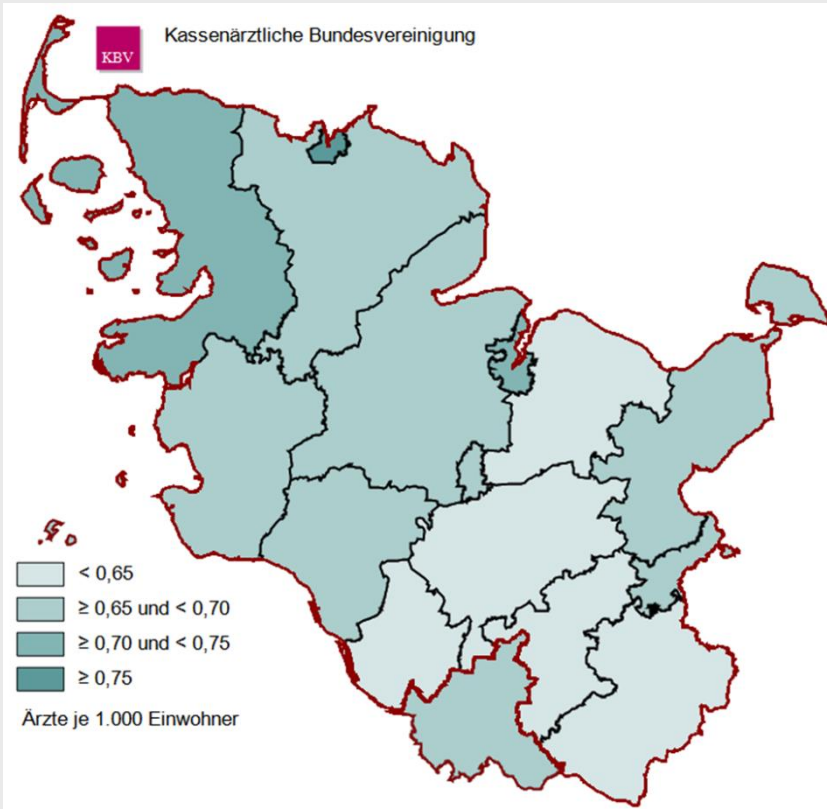 KBV
Kassenärztliche Bundesvereinigung
< 0,65
≥ 0,65 und < 0,70
≥ 0,70 und < 0,75
≥ 0,75
Ärzte je 1.000 Einwohner